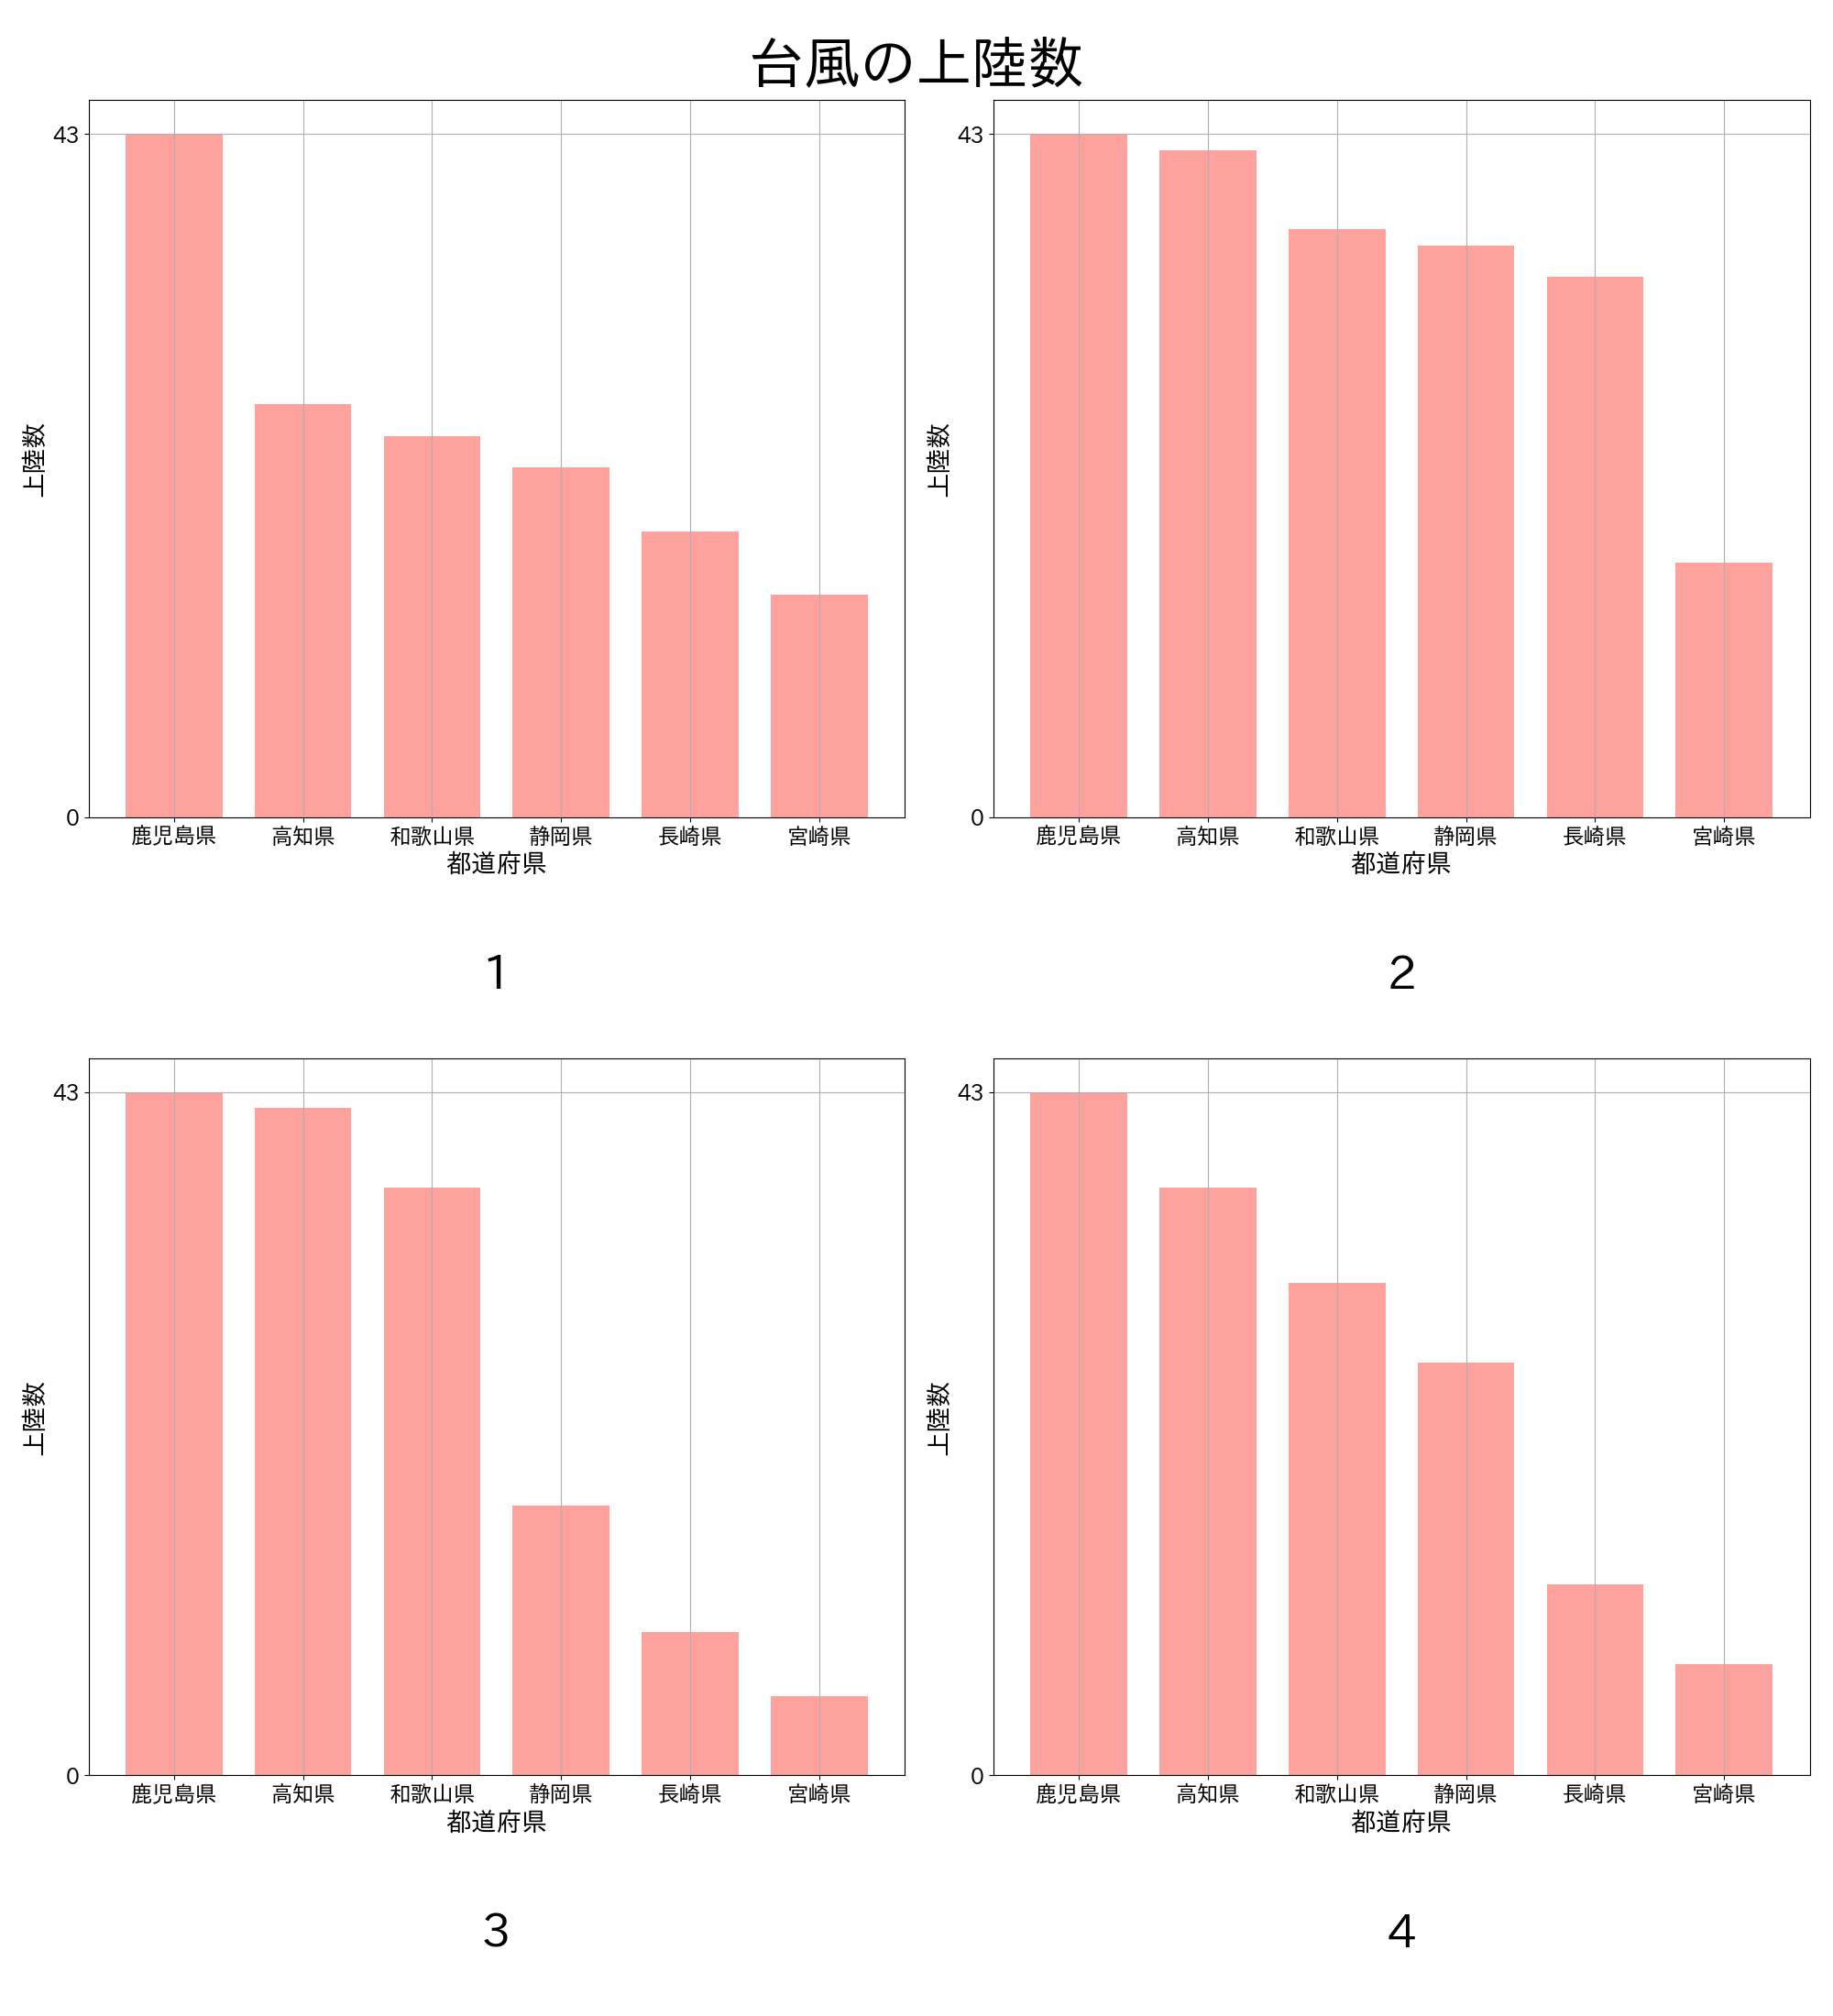 台風の上陸数
43
0
上陸数
鹿児島県 高知県 和歌山県 静岡県 長崎県 宮崎県
都道府県
1
43
0
上陸数
鹿児島県 高知県 和歌山県 静岡県 長崎県 宮崎県
都道府県
2
43
0
上陸数
鹿児島県 高知県 和歌山県 静岡県 長崎県 宮崎県
都道府県
3
43
0
上陸数
鹿児島県 高知県 和歌山県 静岡県 長崎県 宮崎県
都道府県
4